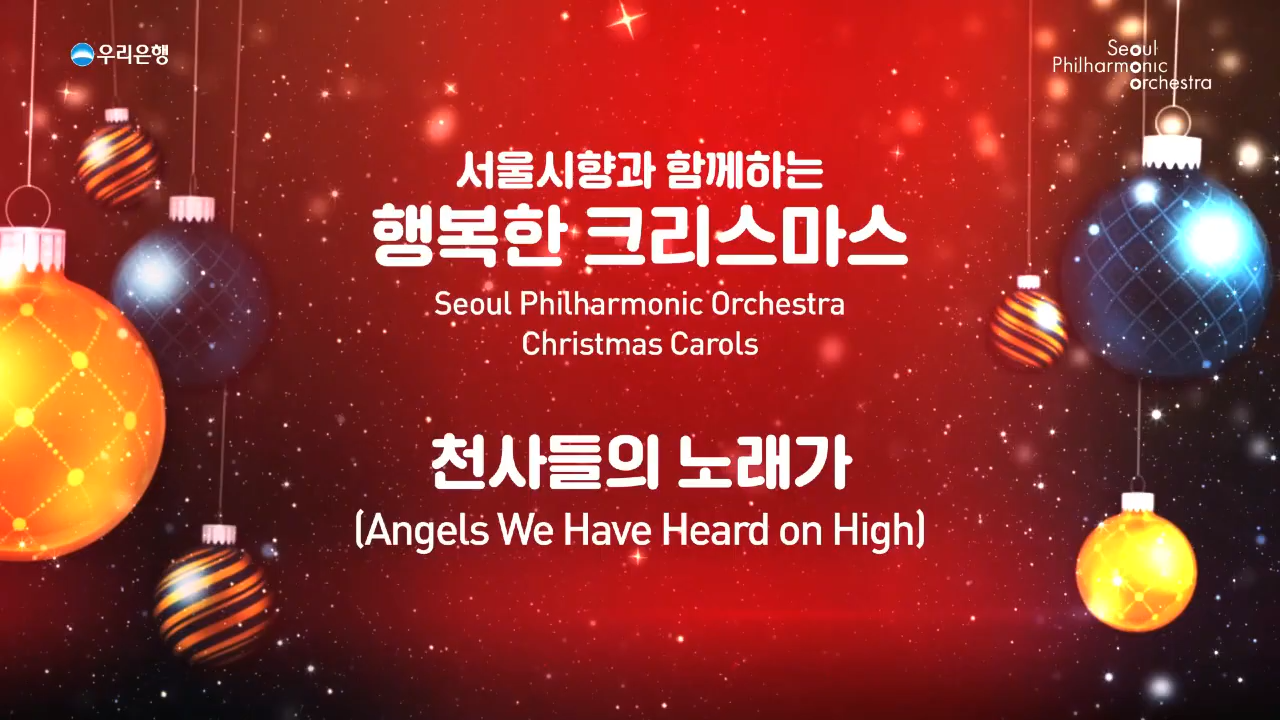 우리은행
Seoul
Philharmonic
orchestra
서울시향과 함께하는
행복한 크리스마스
Seoul Philharmonic Orchestra
Christmas Carols
천사들의 노래가
(Angels We Have Heard on High)